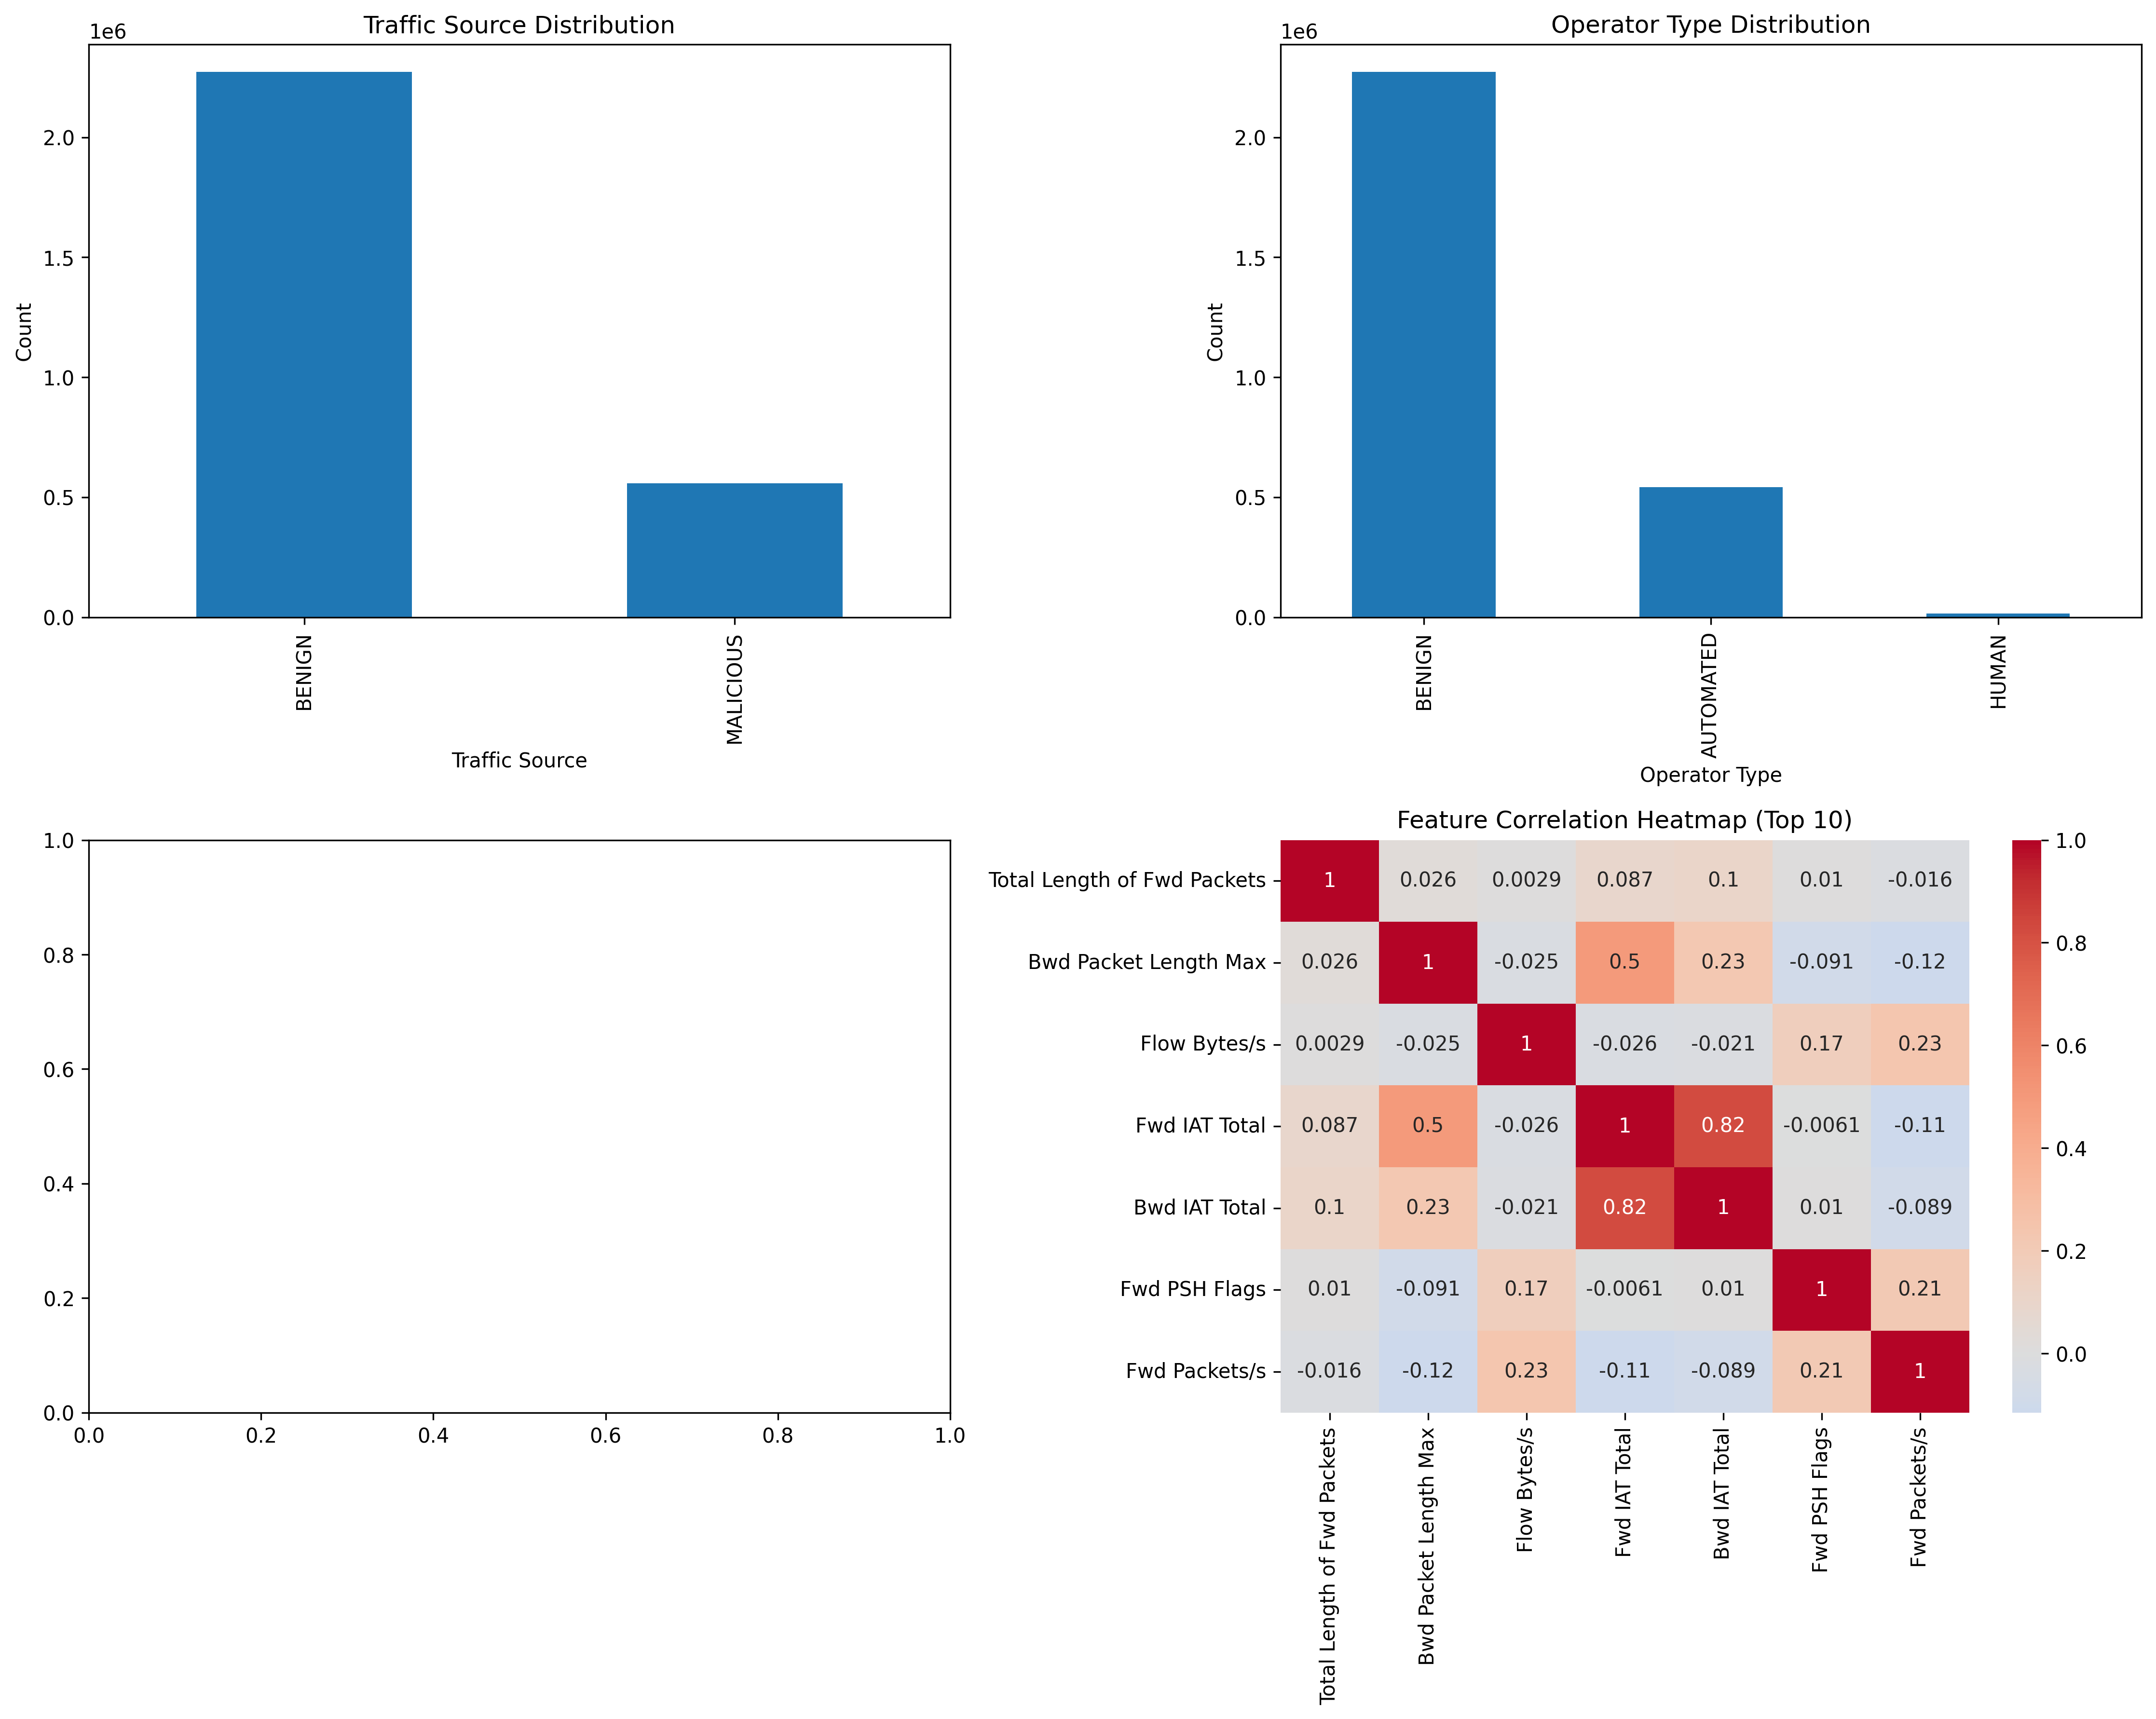 Traffic Source Distribution
1e6
2.0
1.5
1.0
0.5
0.0
Count
BENIGN
MALICIOUS
Traffic Source
Operator Type Distribution
1e6
2.0
1.5
1.0
0.5
0.0
Count
BENIGN
AUTOMATED
HUMAN
Operator Type
1.0
0.8
0.6
0.4
0.2
0.0
0.0 0.2 0.4 0.6 0.8 1.0
Feature Correlation Heatmap (Top 10)
Total Length of Fwd Packets 1 0.026 0.0029 0.087 0.1 0.01 -0.016
Bwd Packet Length Max 0.026 1 -0.025 0.5 0.23 -0.091 -0.12
Flow Bytes/s 0.0029 -0.025 1 -0.026 -0.021 0.17 0.23
Fwd IAT Total 0.087 0.5 -0.026 1 0.82 -0.0061 -0.11
Bwd IAT Total 0.1 0.23 -0.021 0.82 1 0.01 -0.089
Fwd PSH Flags 0.01 -0.091 0.17 -0.0061 0.01 1 0.21
Fwd Packets/s -0.016 -0.12 0.23 -0.11 -0.089 0.21 1
Total Length of Fwd Packets
Bwd Packet Length Max
Flow Bytes/s
Fwd IAT Total
Bwd IAT Total
Fwd PSH Flags
Fwd Packets/s
1.0
0.8
0.6
0.4
0.2
0.0